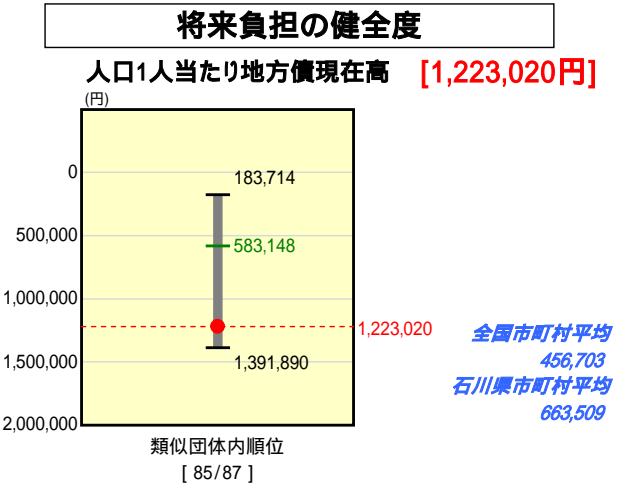 将来負担の健全度
人口1人当たり地方債現在高 [1,223,020円]
(円)
0
183,714
500,000
583,148
1,000,000
1,223,020
全国市町村平均
456,703
1,500,000
1,391,890
石川県市町村平均
663,509
2,000,000
類似団体内順位
[ 85/87 ]